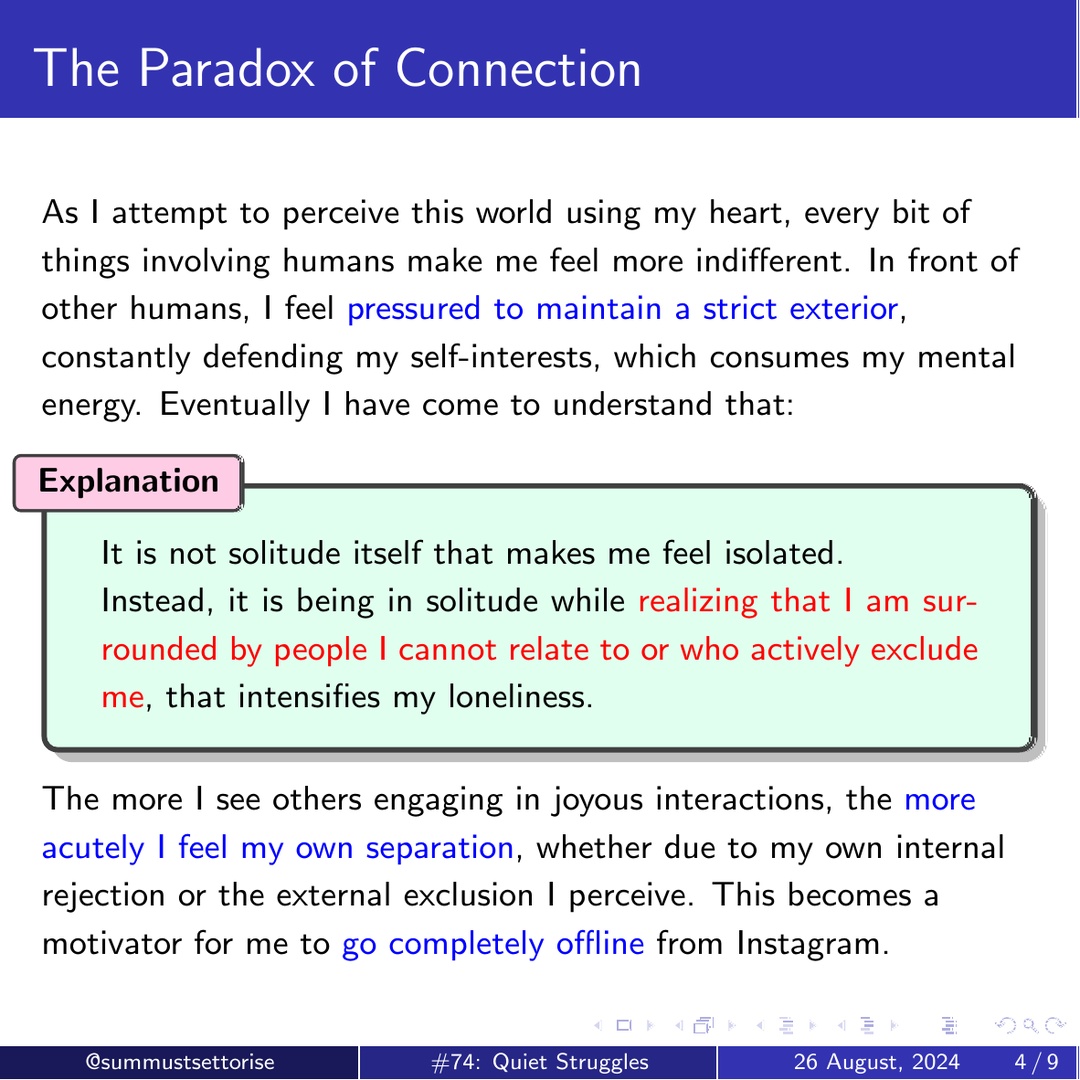 The Paradox of Connection
As I attempt to perceive this world using my heart, every bit of
things involving humans make me feel more indifferent. In front of
other humans, I feel pressured to maintain a strict exterior,
constantly defending my self-interests, which consumes my mental
energy. Eventually I have come to understand that:
Explanation
It is not solitude itself that makes me feel isolated.
Instead, it is being in solitude while realizing that I am sur-
rounded by people I cannot relate to or who actively exclude
me, that intensifies my loneliness.
The more I see others engaging in joyous interactions, the more
acutely I feel my own separation, whether due to my own internal
rejection or the external exclusion I perceive. This becomes a
motivator for me to go completely offline from Instagram.
@summustsettorise #74: Quiet Struggles 26 August, 2024 4 / 9